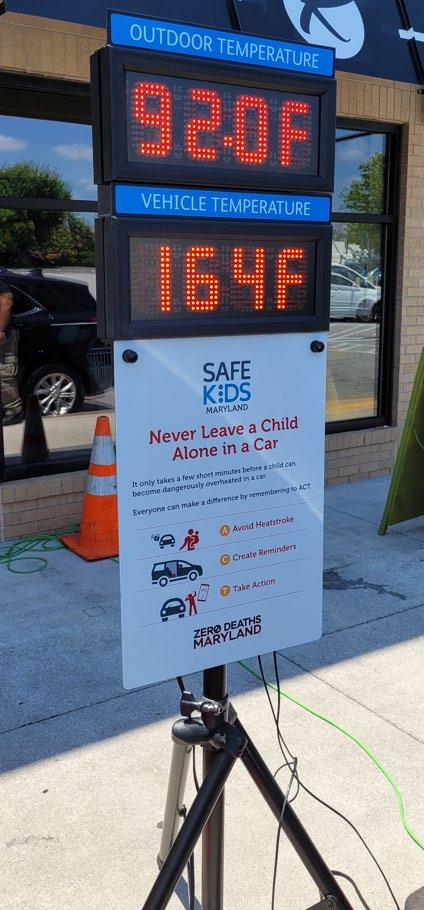 OUTDOOR TEMPERATURE
92.0F
VEHICLE TEMPERATURE
164F
SAFE
KIDS
MARYLAND
Never Leave a Child
Alone in a Car
It only takes a few short minutes before a child can
become dangerously overheated in a car.
Everyone can make a difference by remembering to ACT.
A Avoid Heatstroke
C Create Reminders
T Take Action
ZERO DEATHS
MARYLAND